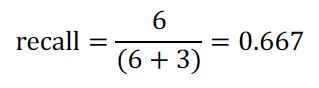 recall = 6 / (6 + 3) = 0.667